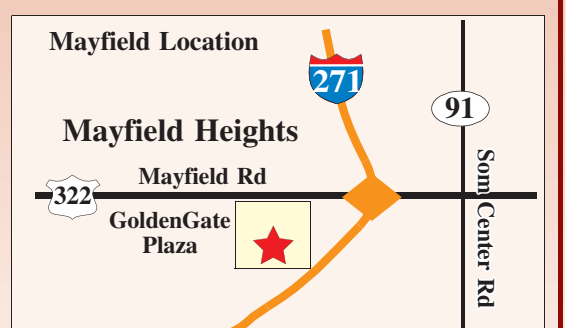 Mayfield Location
271
91
Mayfield Heights
Mayfield Rd
322
GoldenGate
Plaza
Som Center Rd